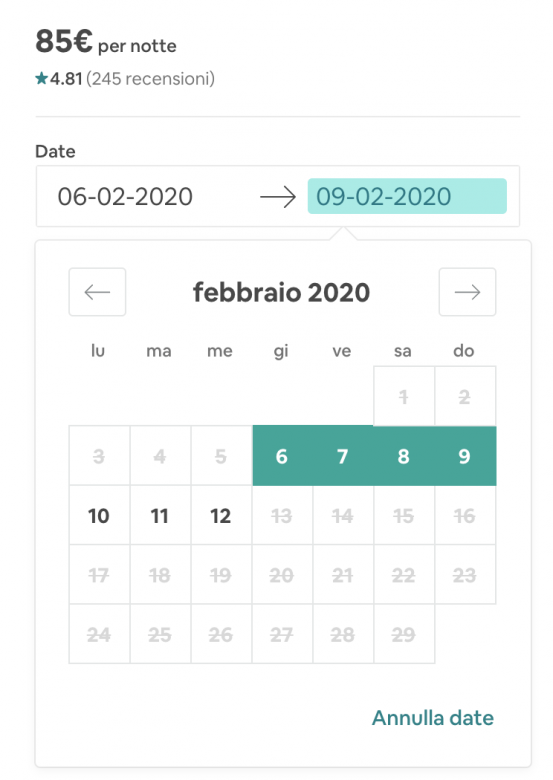 85€ per notte
★4.81 (245 recensioni)
Date
06-02-2020 → 09-02-2020
← febbraio 2020 →
lu ma me gi ve sa do
1 2
3 4 5 6 7 8 9
10 11 12 13 14 15 16
17 18 19 20 21 22 23
24 25 26 27 28 29
Annulla date